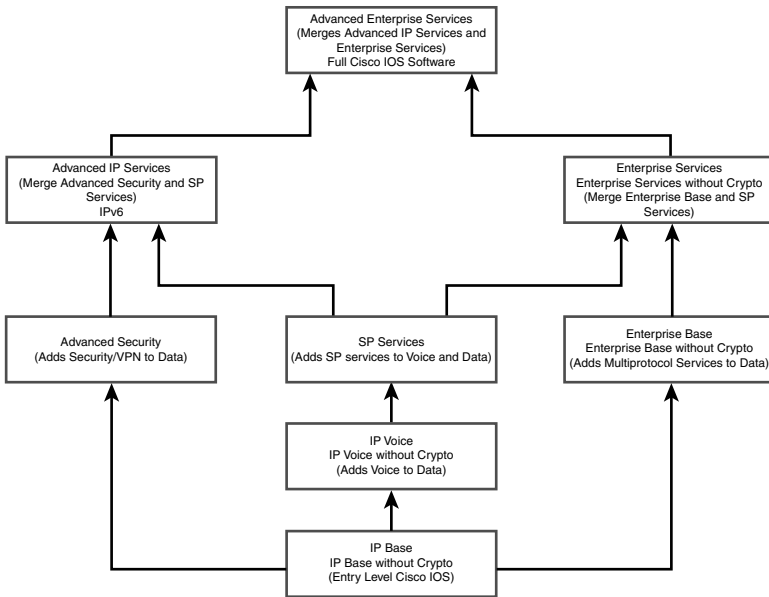 Advanced Enterprise Services
(Merges Advanced IP Services and
Enterprise Services)
Full Cisco IOS Software
Advanced IP Services
(Merge Advanced Security and SP
Services)
IPv6
Enterprise Services
Enterprise Services without Crypto
(Merge Enterprise Base and SP
Services)
Advanced Security
(Adds Security/VPN to Data)
SP Services
(Adds SP services to Voice and Data)
Enterprise Base
Enterprise Base without Crypto
(Adds Multiprotocol Services to Data)
IP Voice
IP Voice without Crypto
(Adds Voice to Data)
IP Base
IP Base without Crypto
(Entry Level Cisco IOS)